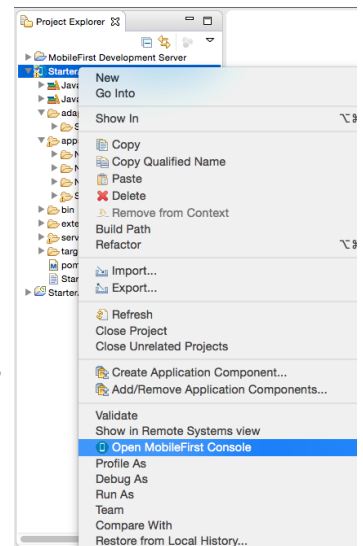 Project Explorer
MobileFirst Development Server
Starter
Java
Java
ada
S
app
N
N
N
S
bin
exte
serv
targ
pom
Star
Starter
New
Go Into
Show In ⌥⌘
Copy
Copy Qualified Name
Paste
Delete
Remove from Context
Build Path
Refactor ⌥⌘
Import...
Export...
Refresh
Close Project
Close Unrelated Projects
Create Application Component...
Add/Remove Application Components...
Validate
Show in Remote Systems view
Open MobileFirst Console
Profile As
Debug As
Run As
Team
Compare With
Restore from Local History...